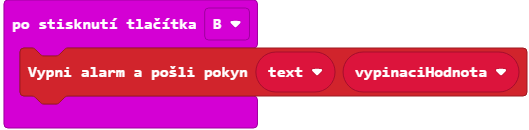 po stisknutí tlačítka B
Vypni alarm a pošli pokyn text vypinaciHodnota